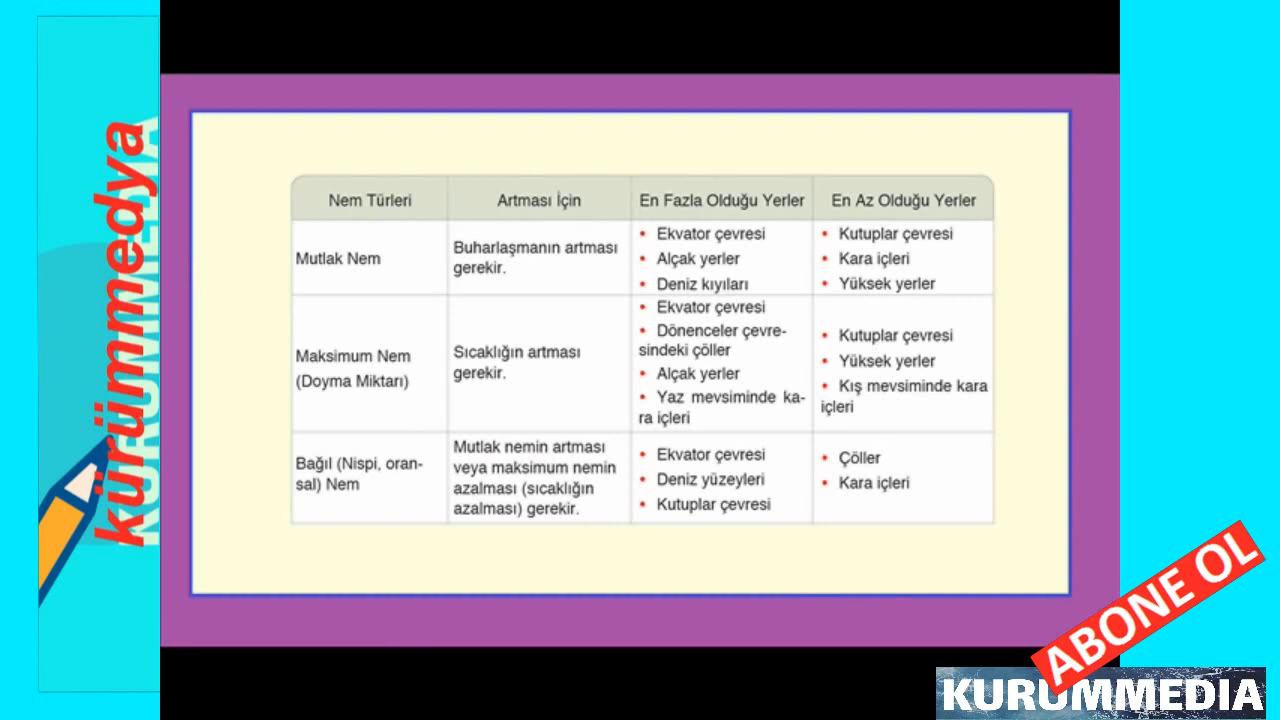 kürümmedya
KURUMMEDIA
Nem Türleri
Artması İçin
En Fazla Olduğu Yerler
En Az Olduğu Yerler
Mutlak Nem
Buharlaşmanın artması
gerekir.
• Ekvator çevresi
• Alçak yerler
• Deniz kıyıları
• Kutuplar çevresi
• Kara içleri
• Yüksek yerler
Maksimum Nem
(Doyma Miktarı)
Sıcaklığın artması
gerekir.
• Ekvator çevresi
• Dönenceler çevre-
sindeki çöller
• Alçak yerler
• Yaz mevsiminde ka-
ra içleri
• Kutuplar çevresi
• Yüksek yerler
• Kış mevsiminde kara
içleri
Bağıl (Nispi, oran-
sal) Nem
Mutlak nemin artması
veya maksimum nemin
azalması (sıcaklığın
azalması) gerekir.
• Ekvator çevresi
• Deniz yüzeyleri
• Kutuplar çevresi
• Çöller
• Kara içleri
ABONE OL
KURUMMEDIA